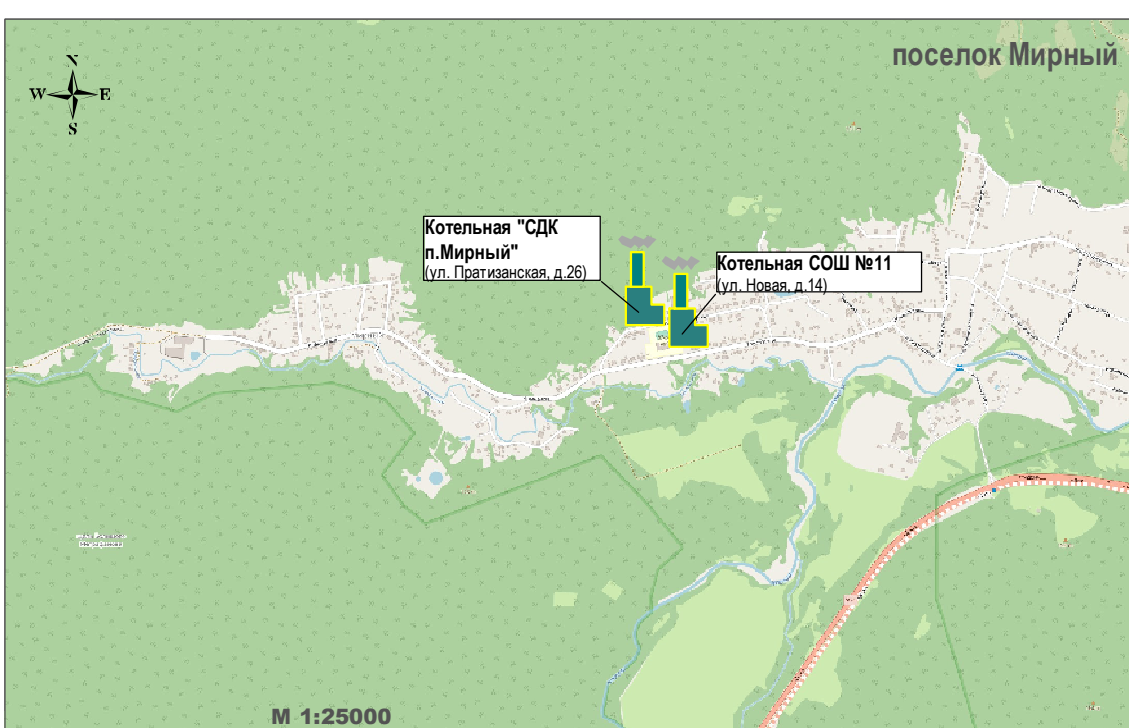 поселок Мирный
N
W E
S
Котельная "СДК
п.Мирный"
(ул. Пратизанская, д.26)
Котельная СОШ №11
(ул. Новая, д.14)
М 1:25000